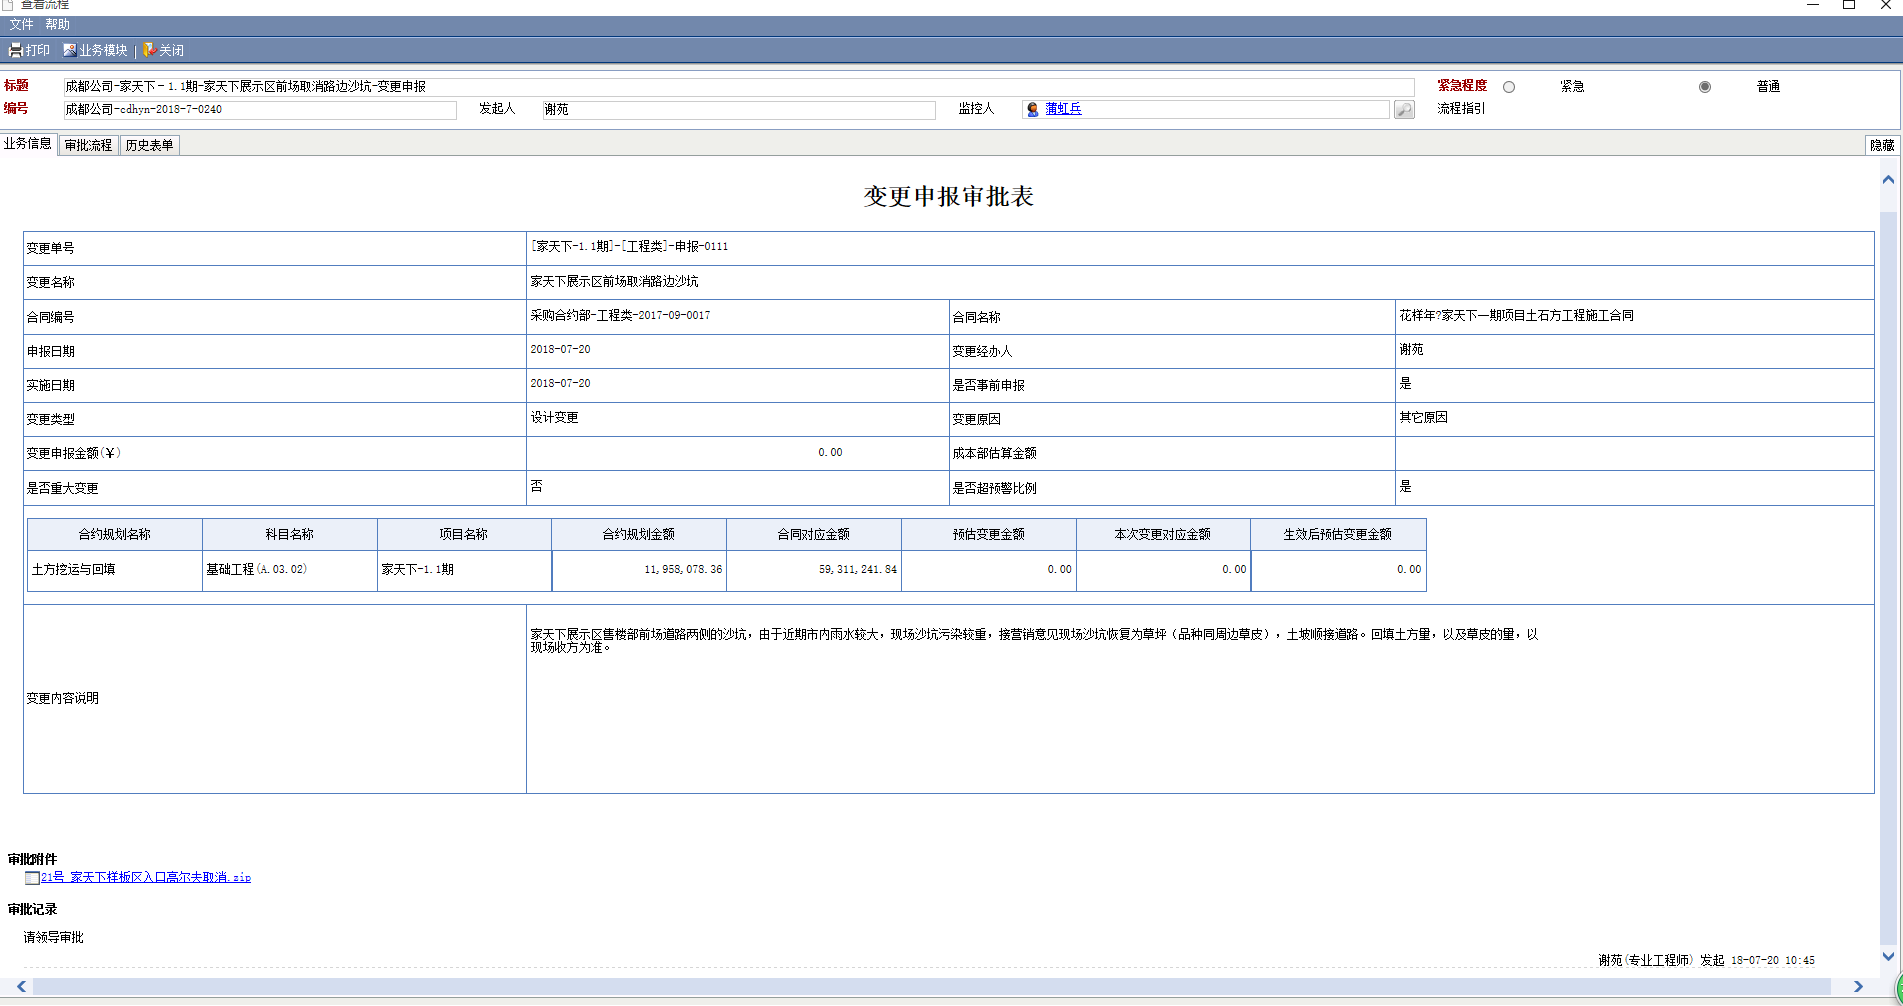 查看流程
文件 帮助
打印 业务模块 关闭
标题 成都公司-家天下－1.1期-家天下展示区前场取消路边沙坑-变更申报 紧急程度 紧急 普通
编号 成都公司-cdhyn-2018-7-0240 发起人 谢苑 监控人 蒲虹兵 流程指引
业务信息 审批流程 历史表单 隐藏
变更申报审批表
变更单号 [家天下-1.1期]-[工程类]-申报-0111
变更名称 家天下展示区前场取消路边沙坑
合同编号 采购合约部-工程类-2017-09-0017 合同名称 花样年?家天下一期项目土石方工程施工合同
申报日期 2018-07-20 变更经办人 谢苑
实施日期 2018-07-20 是否事前申报 是
变更类型 设计变更 变更原因 其它原因
变更申报金额(￥) 0.00 成本部估算金额
是否重大变更 否 是否超预警比例 是
合约规划名称 科目名称 项目名称 合约规划金额 合同对应金额 预估变更金额 本次变更对应金额 生效后预估变更金额
土方挖运与回填 基础工程(A.03.02) 家天下-1.1期 11,958,078.36 59,311,241.84 0.00 0.00 0.00
家天下展示区售楼部前场道路两侧的沙坑，由于近期市内雨水较大，现场沙坑污染较重，接营销意见现场沙坑恢复为草坪（品种同周边草皮），土坡顺接道路。回填土方量，以及草皮的量，以
现场收方为准。
变更内容说明
审批附件
21号 家天下样板区入口高尔夫取消.zip
审批记录
请领导审批
谢苑(专业工程师) 发起 18-07-20 10:45